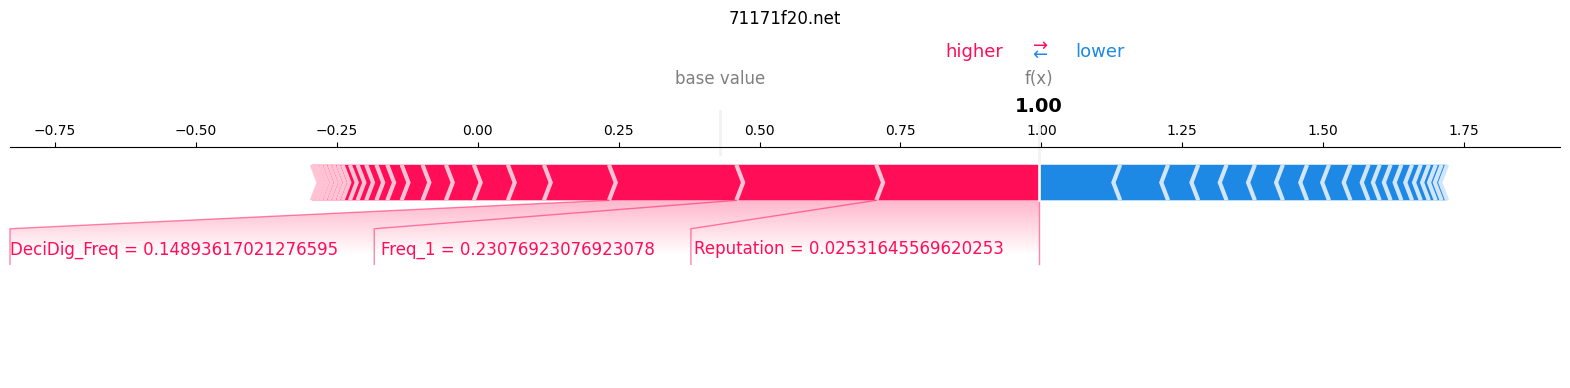 71171f20.net
higher ⇄ lower
base value f(x)
1.00
−0.75 −0.50 −0.25 0.00 0.25 0.50 0.75 1.00 1.25 1.50 1.75
DeciDig_Freq = 0.14893617021276595 Freq_1 = 0.23076923076923078 Reputation = 0.02531645569620253